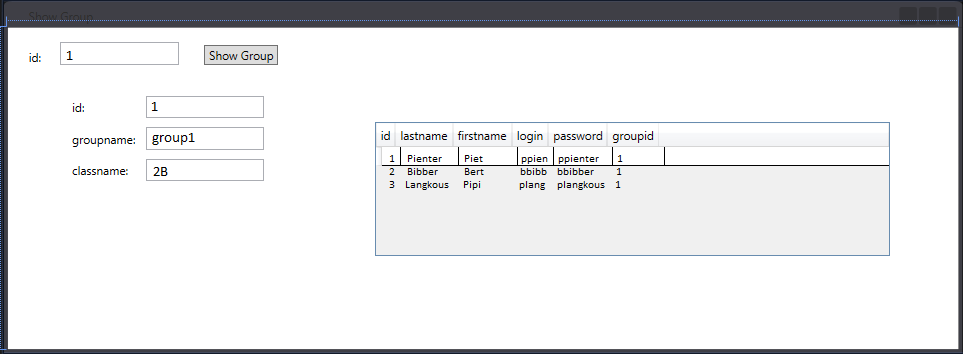 Show Group
id: 1 Show Group
id: 1
groupname: group1
classname: 2B
id lastname firstname login password groupid
1 Pienter Piet ppien ppienter 1
2 Bibber Bert bbibb bbibber 1
3 Langkous Pipi plang plangkous 1